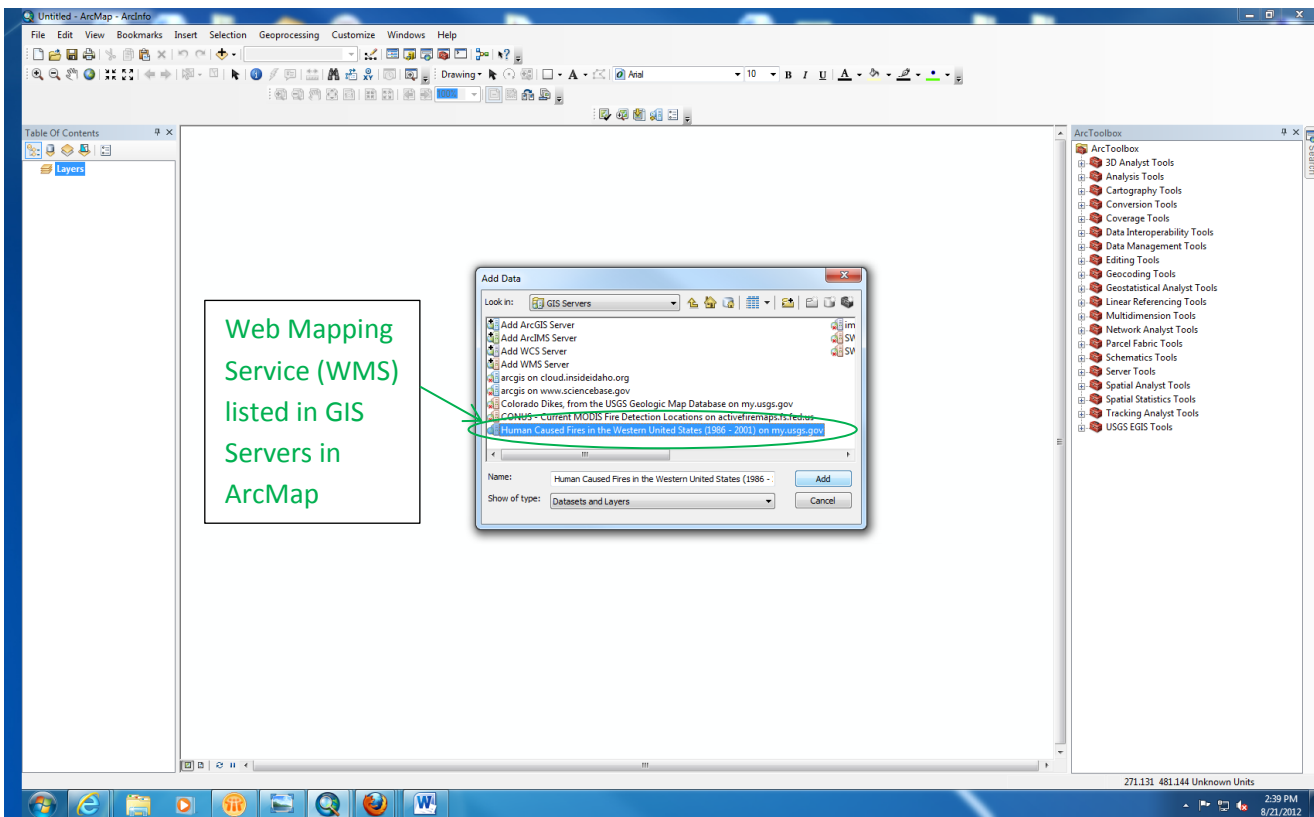 Untitled - ArcMap - ArcInfo
File Edit View Bookmarks Insert Selection Geoprocessing Customize Windows Help
Drawing A Arial 10 B I U A
100%
Table Of Contents
Layers
Web Mapping
Service (WMS)
listed in GIS
Servers in
ArcMap
Add Data
Look in: GIS Servers
Add ArcGIS Server
Add ArcIMS Server
Add WCS Server
Add WMS Server
arcgis on cloud.insideidaho.org
arcgis on www.sciencebase.gov
Colorado Dikes, from the USGS Geologic Map Database on my.usgs.gov
CONUS - Current MODIS Fire Detection Locations on activefiremaps.fs.fed.us
Human Caused Fires in the Western United States (1986 - 2001) on my.usgs.gov
im
SW
SW
Name: Human Caused Fires in the Western United States (1986 -
Add
Show of type: Datasets and Layers
Cancel
ArcToolbox
ArcToolbox
3D Analyst Tools
Analysis Tools
Cartography Tools
Conversion Tools
Coverage Tools
Data Interoperability Tools
Data Management Tools
Editing Tools
Geocoding Tools
Geostatistical Analyst Tools
Linear Referencing Tools
Multidimension Tools
Network Analyst Tools
Parcel Fabric Tools
Schematics Tools
Server Tools
Spatial Analyst Tools
Spatial Statistics Tools
Tracking Analyst Tools
USGS EGIS Tools
Search
271.131 481.144 Unknown Units
2:39 PM
8/21/2012